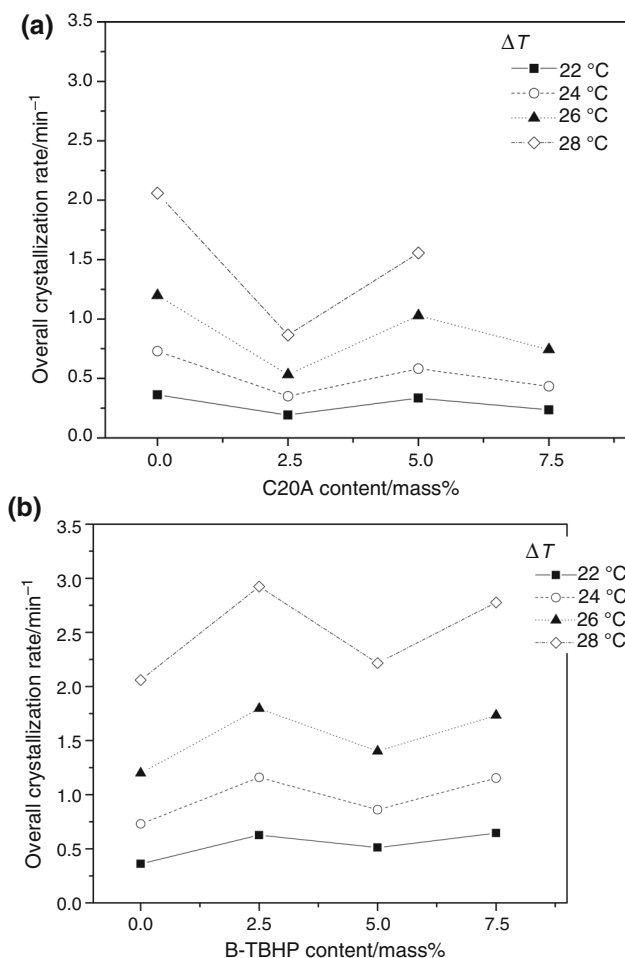 (a)
ΔT
22 °C
24 °C
26 °C
28 °C
3.5
3.0
2.5
2.0
1.5
1.0
0.5
0.0
Overall crystallization rate/min⁻¹
0.0 2.5 5.0 7.5
C20A content/mass%
(b)
ΔT
22 °C
24 °C
26 °C
28 °C
3.5
3.0
2.5
2.0
1.5
1.0
0.5
0.0
Overall crystallization rate/min⁻¹
0.0 2.5 5.0 7.5
B-TBHP content/mass%